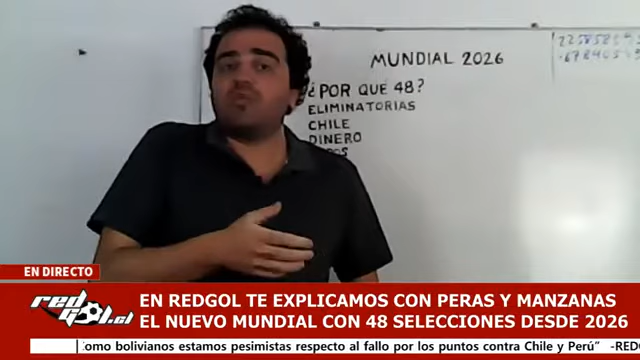 MUNDIAL 2026
¿POR QUÉ 48?
ELIMINATORIAS
CHILE
DINERO
EN DIRECTO
redgol.cl
EN REDGOL TE EXPLICAMOS CON PERAS Y MANZANAS
EL NUEVO MUNDIAL CON 48 SELECCIONES DESDE 2026
omo bolivianos estamos pesimistas respecto al fallo por los puntos contra Chile y Perú" -RED